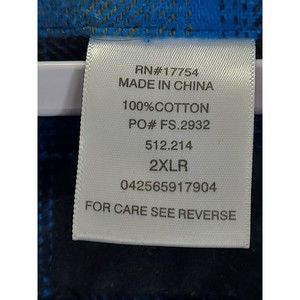 RN#17754
MADE IN CHINA
100%COTTON
PO# FS.2932
512.214
2XLR
042565917904
FOR CARE SEE REVERSE